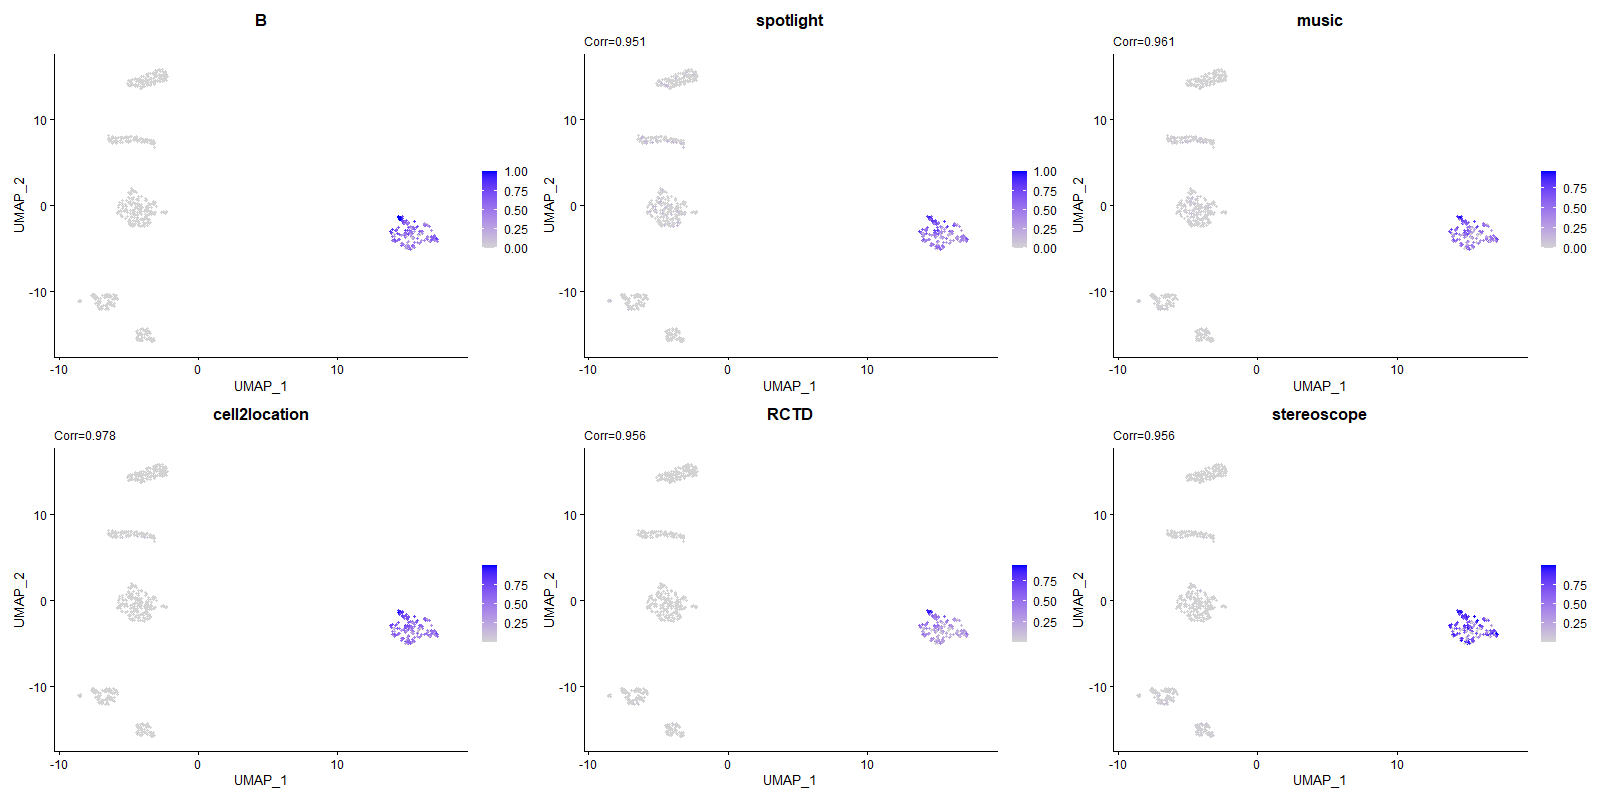 B
10
0
-10
UMAP_2
-10
0
10
UMAP_1
1.00
0.75
0.50
0.25
0.00
spotlight
Corr=0.951
10
0
-10
UMAP_2
-10
0
10
UMAP_1
1.00
0.75
0.50
0.25
0.00
music
Corr=0.961
10
0
-10
UMAP_2
-10
0
10
UMAP_1
0.75
0.50
0.25
0.00
cell2location
Corr=0.978
10
0
-10
UMAP_2
-10
0
10
UMAP_1
0.75
0.50
0.25
RCTD
Corr=0.956
10
0
-10
UMAP_2
-10
0
10
UMAP_1
0.75
0.50
0.25
stereoscope
Corr=0.956
10
0
-10
UMAP_2
-10
0
10
UMAP_1
0.75
0.50
0.25